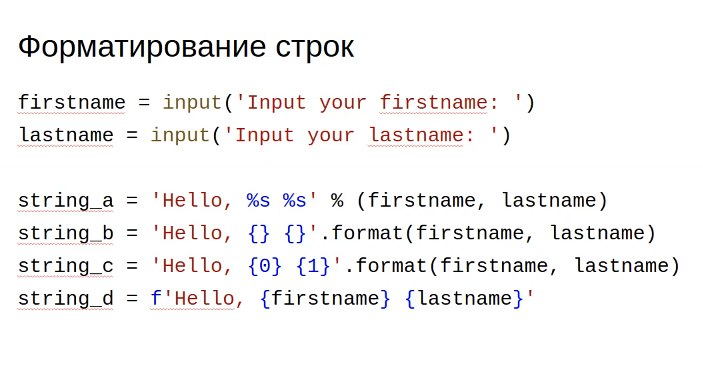 Форматирование строк
firstname = input('Input your firstname: ')
lastname = input('Input your lastname: ')
string_a = 'Hello, %s %s' % (firstname, lastname)
string_b = 'Hello, {} {}'.format(firstname, lastname)
string_c = 'Hello, {0} {1}'.format(firstname, lastname)
string_d = f'Hello, {firstname} {lastname}'